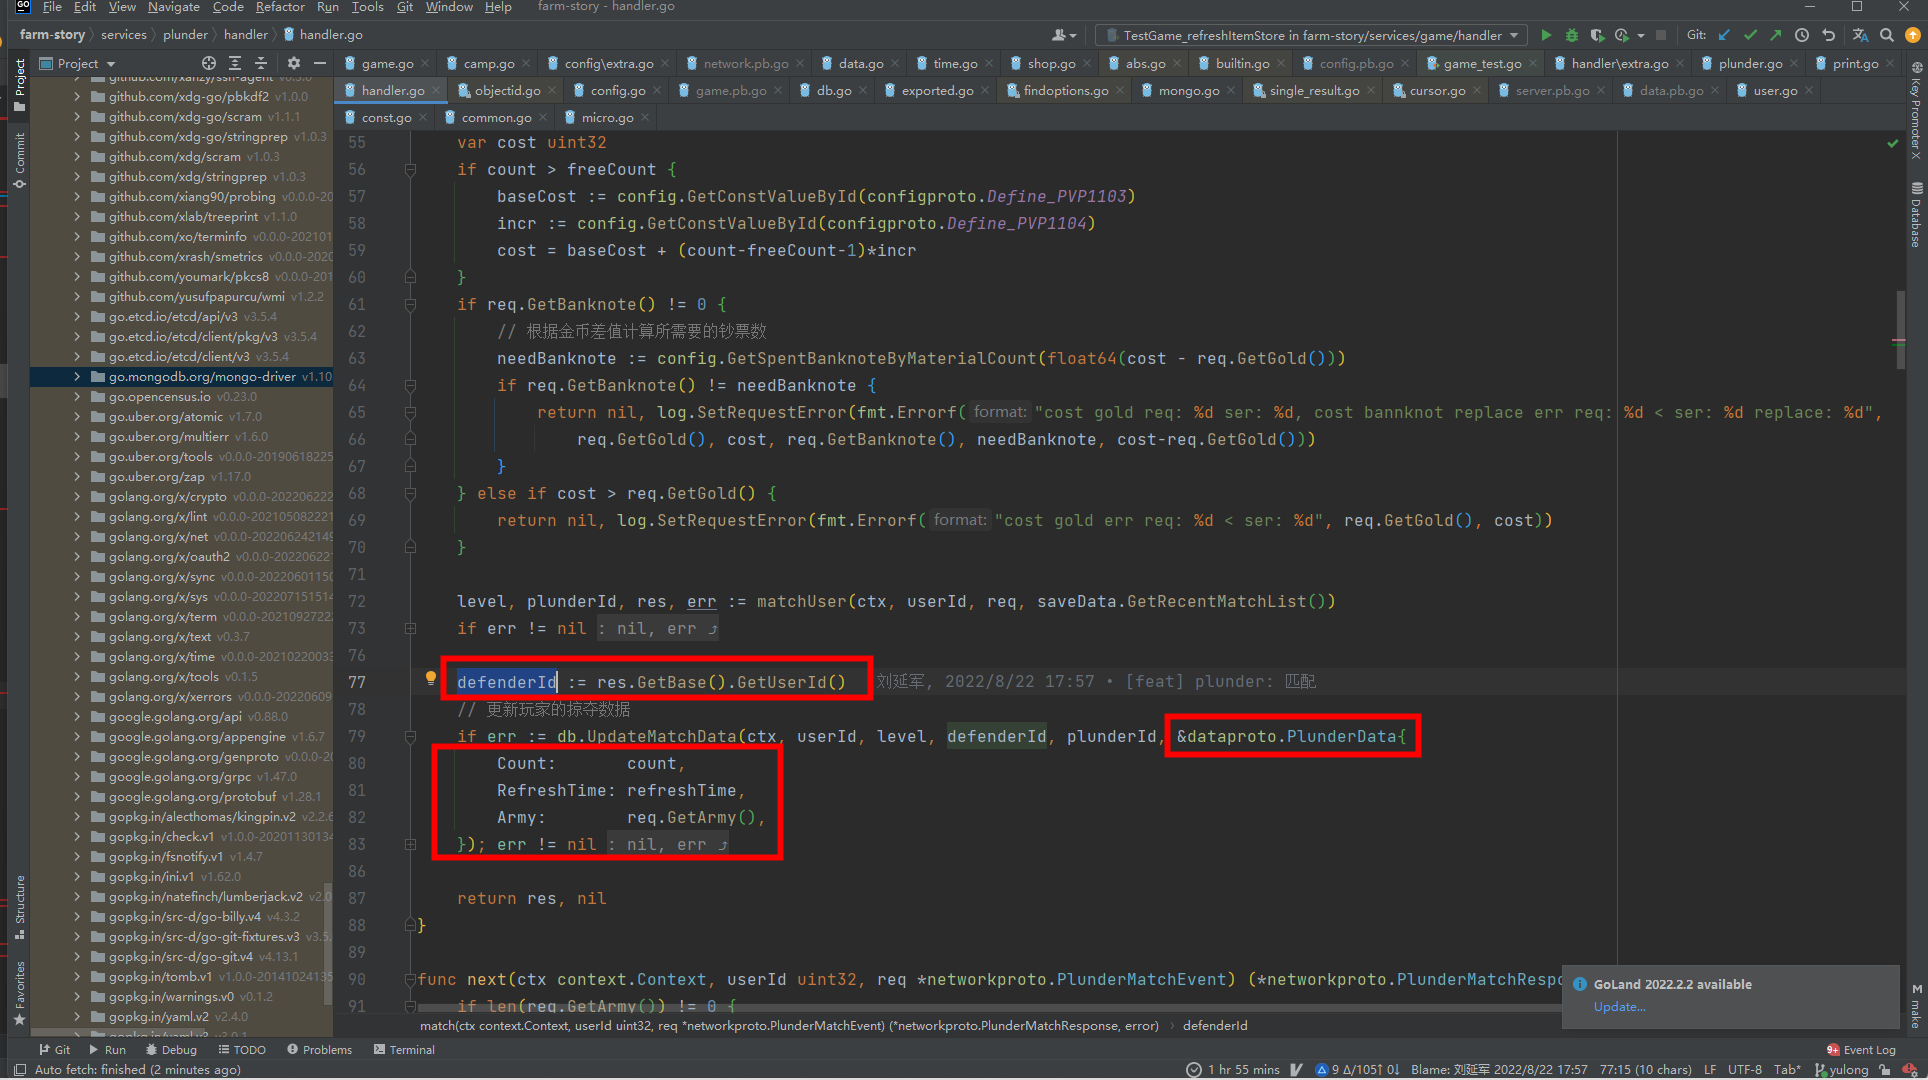 File Edit View Navigate Code Refactor Run Tools Git Window Help farm-story - handler.go
farm-story services plunder handler handler.go
TestGame_refreshItemStore in farm-story/services/game/handler
Git:
Project
game.go camp.go config\extra.go network.pb.go data.go time.go shop.go abs.go builtin.go config.pb.go game_test.go handler\extra.go plunder.go print.go
handler.go objectid.go config.go game.pb.go db.go exported.go findoptions.go mongo.go single_result.go cursor.go server.pb.go data.pb.go user.go
const.go common.go micro.go
Project
Commit
Structure
Favorites
github.com/xanzy/ssh-agent v0.3.0
github.com/xdg-go/pbkdf2 v1.0.0
github.com/xdg-go/scram v1.1.1
github.com/xdg-go/stringprep v1.0.3
github.com/xdg/scram v1.0.3
github.com/xdg/stringprep v1.0.3
github.com/xiang90/probing v0.0.0-20
github.com/xlab/treeprint v1.1.0
github.com/xo/terminfo v0.0.0-202101
github.com/xrash/smetrics v0.0.0-2020
github.com/youmark/pkcs8 v0.0.0-201
github.com/yusufpapurcu/wmi v1.2.2
go.etcd.io/etcd/api/v3 v3.5.4
go.etcd.io/etcd/client/pkg/v3 v3.5.4
go.etcd.io/etcd/client/v3 v3.5.4
go.mongodb.org/mongo-driver v1.10
go.opencensus.io v0.23.0
go.uber.org/atomic v1.7.0
go.uber.org/multierr v1.6.0
go.uber.org/tools v0.0.0-20190618225
go.uber.org/zap v1.17.0
golang.org/x/crypto v0.0.0-202206222
golang.org/x/lint v0.0.0-202105082221
golang.org/x/net v0.0.0-202206242149
golang.org/x/oauth2 v0.0.0-202206221
golang.org/x/sync v0.0.0-20220601150
golang.org/x/sys v0.0.0-202207151514
golang.org/x/term v0.0.0-20210927222
golang.org/x/text v0.3.7
golang.org/x/time v0.0.0-20210220033
golang.org/x/tools v0.1.5
golang.org/x/xerrors v0.0.0-20220609
google.golang.org/api v0.88.0
google.golang.org/appengine v1.6.7
google.golang.org/genproto v0.0.0-20
google.golang.org/grpc v1.47.0
google.golang.org/protobuf v1.28.1
gopkg.in/alecthomas/kingpin.v2 v2.2.6
gopkg.in/check.v1 v1.0.0-20201130134
gopkg.in/fsnotify.v1 v1.4.7
gopkg.in/ini.v1 v1.62.0
gopkg.in/natefinch/lumberjack.v2 v2.0
gopkg.in/src-d/go-billy.v4 v4.3.2
gopkg.in/src-d/go-git-fixtures.v3 v3.5.
gopkg.in/src-d/go-git.v4 v4.13.1
gopkg.in/tomb.v1 v1.0.0-20141024135
gopkg.in/warnings.v0 v0.1.2
gopkg.in/yaml.v2 v2.4.0
gopkg.in/yaml.v3 v3.0.1
55 var cost uint32
56 if count > freeCount {
57 baseCost := config.GetConstValueById(configproto.Define_PVP1103)
58 incr := config.GetConstValueById(configproto.Define_PVP1104)
59 cost = baseCost + (count-freeCount-1)*incr
60 }
61 if req.GetBanknote() != 0 {
62 // 根据金币差值计算所需要的钞票数
63 needBanknote := config.GetSpentBanknoteByMaterialCount(float64(cost - req.GetGold()))
64 if req.GetBanknote() != needBanknote {
65 return nil, log.SetRequestError(fmt.Errorf( format: "cost gold req: %d ser: %d, cost bannknot replace err req: %d < ser: %d replace: %d",
66 req.GetGold(), cost, req.GetBanknote(), needBanknote, cost-req.GetGold()))
67 }
68 } else if cost > req.GetGold() {
69 return nil, log.SetRequestError(fmt.Errorf( format: "cost gold err req: %d < ser: %d", req.GetGold(), cost))
70 }
71
72 level, plunderId, res, err := matchUser(ctx, userId, req, saveData.GetRecentMatchList())
73 if err != nil : nil, err
76
77 defenderId := res.GetBase().GetUserId() 刘延军, 2022/8/22 17:57 • [feat] plunder: 匹配
78 // 更新玩家的掠夺数据
79 if err := db.UpdateMatchData(ctx, userId, level, defenderId, plunderId, &dataproto.PlunderData{
80 Count: count,
81 RefreshTime: refreshTime,
82 Army: req.GetArmy(),
83 }); err != nil : nil, err
86
87 return res, nil
88 }
89
90 func next(ctx context.Context, userId uint32, req *networkproto.PlunderMatchEvent) (*networkproto.PlunderMatchRespo
91 if len(req.GetArmy()) != 0 {
match(ctx context.Context, userId uint32, req *networkproto.PlunderMatchEvent) (*networkproto.PlunderMatchResponse, error) defenderId
GoLand 2022.2.2 available
Update...
Key Promoter X
Database
make
Git Run Debug TODO Problems Terminal
9+ Event Log
Auto fetch: finished (2 minutes ago)
1 hr 55 mins 9 Δ/105↑ 0↓ Blame: 刘延军 2022/8/22 17:57 77:15 (10 chars) LF UTF-8 Tab* yulong